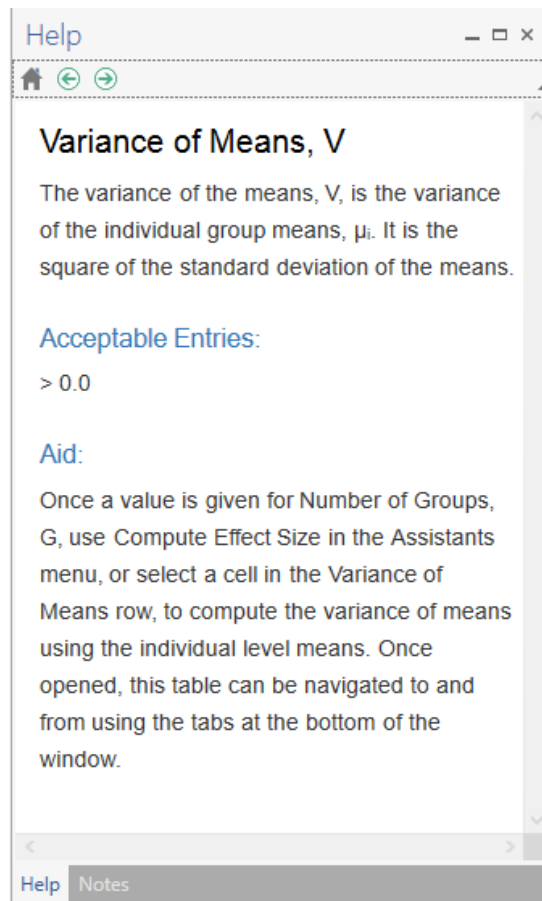 Help
Variance of Means, V
The variance of the means, V, is the variance
of the individual group means, μᵢ. It is the
square of the standard deviation of the means.
Acceptable Entries:
> 0.0
Aid:
Once a value is given for Number of Groups,
G, use Compute Effect Size in the Assistants
menu, or select a cell in the Variance of
Means row, to compute the variance of means
using the individual level means. Once
opened, this table can be navigated to and
from using the tabs at the bottom of the
window.
Help Notes